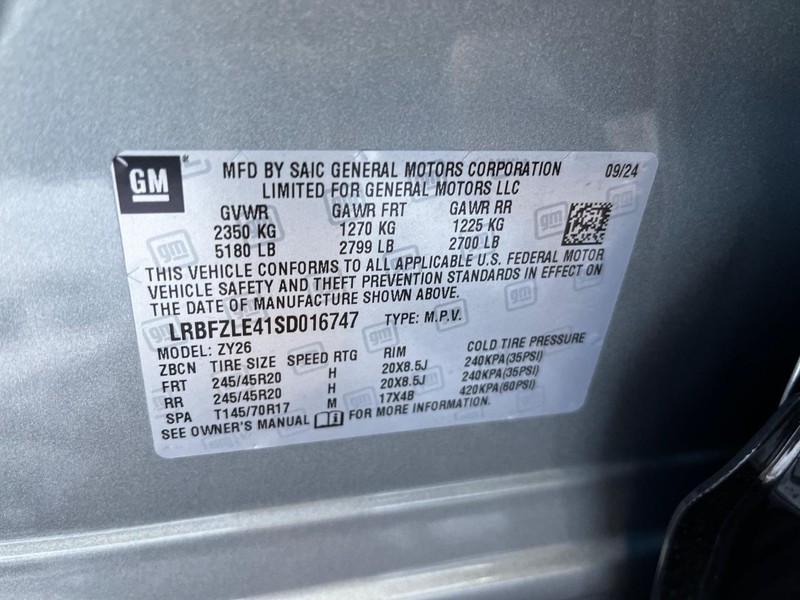 GM
MFD BY SAIC GENERAL MOTORS CORPORATION 09/24
LIMITED FOR GENERAL MOTORS LLC
GVWR GAWR FRT GAWR RR
2350 KG 1270 KG 1225 KG
5180 LB 2799 LB 2700 LB
THIS VEHICLE CONFORMS TO ALL APPLICABLE U.S. FEDERAL MOTOR
VEHICLE SAFETY AND THEFT PREVENTION STANDARDS IN EFFECT ON
THE DATE OF MANUFACTURE SHOWN ABOVE.
LRBFZLE41SD016747 TYPE: M.P.V.
MODEL: ZY26
ZBCN TIRE SIZE SPEED RTG RIM COLD TIRE PRESSURE
FRT 245/45R20 H 20X8.5J 240KPA(35PSI)
RR 245/45R20 H 20X8.5J 240KPA(35PSI)
SPA T145/70R17 M 17X4B 420KPA(60PSI)
SEE OWNER'S MANUAL FOR MORE INFORMATION.